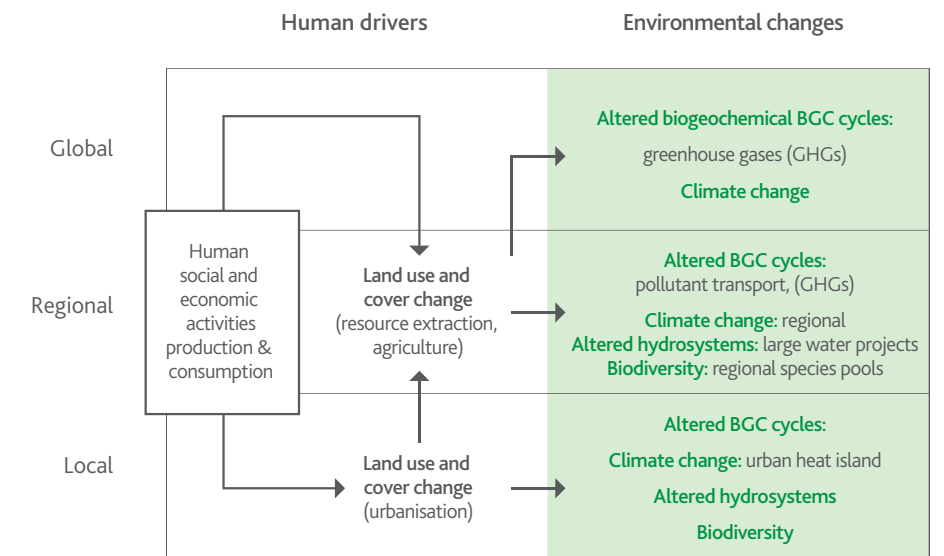 Human drivers
Environmental changes
Global
Altered biogeochemical BGC cycles:
greenhouse gases (GHGs)
Climate change
Regional
Human
social and
economic
activities
production &
consumption
Land use and
cover change
(resource extraction,
agriculture)
Altered BGC cycles:
pollutant transport, (GHGs)
Climate change: regional
Altered hydrosystems: large water projects
Biodiversity: regional species pools
Local
Land use and
cover change
(urbanisation)
Altered BGC cycles:
Climate change: urban heat island
Altered hydrosystems
Biodiversity